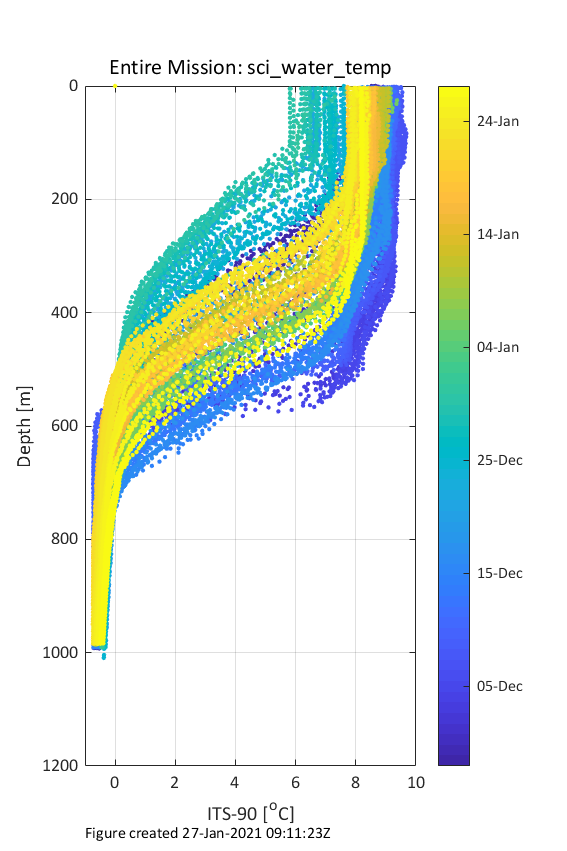 Entire Mission: sci_water_temp
0
200
400
600
800
1000
1200
Depth [m]
0 2 4 6 8 10
ITS-90 [°C]
Figure created 27-Jan-2021 09:11:23Z
24-Jan
14-Jan
04-Jan
25-Dec
15-Dec
05-Dec